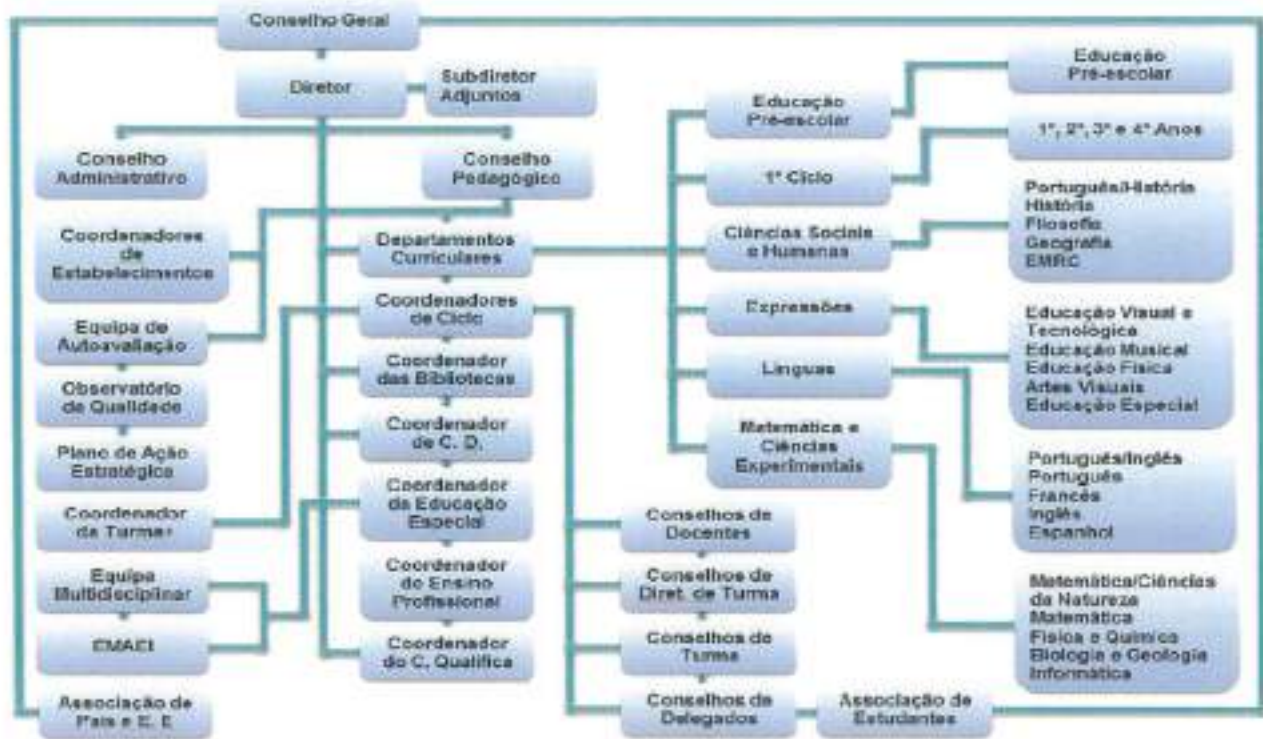 Conselho Geral
Diretor
Subdiretor
Adjuntos
Conselho
Administrativo
Conselho
Pedagógico
Coordenadores
de
Estabelecimentos
Equipa de
Autoavaliação
Observatório
de Qualidade
Plano de Ação
Estratégica
Coordenador
da Turma+
Equipa
Multidisciplinar
EMAEI
Associação de
Pais e E. E
Departamentos
Curriculares
Coordenadores
de Ciclo
Coordenador
das Bibliotecas
Coordenador
de C. D.
Coordenador
da Educação
Especial
Coordenador
do Ensino
Profissional
Coordenador
do C. Qualifica
Conselhos de
Docentes
Conselhos de
Diret. de Turma
Conselhos de
Turma
Conselhos de
Delegados
Associação de
Estudantes
Educação
Pré-escolar
1º Ciclo
Ciências Sociais
e Humanas
Expressões
Línguas
Matemática e
Ciências
Experimentais
Educação
Pré-escolar
1º, 2º, 3º e 4º Anos
Português/História
História
Filosofia
Geografia
EMRC
Educação Visual e
Tecnológica
Educação Musical
Educação Física
Artes Visuais
Educação Especial
Português/Inglês
Português
Francês
Inglês
Espanhol
Matemática/Ciências
da Natureza
Matemática
Física e Química
Biologia e Geologia
Informática